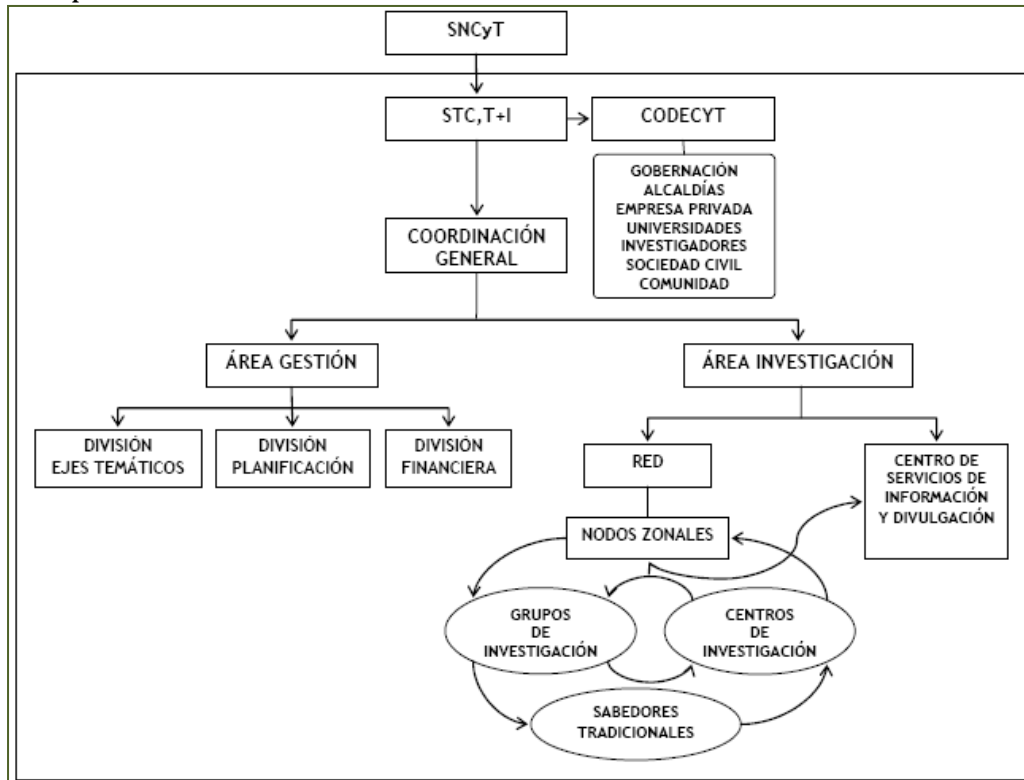 SNCyT
STC,T+I
CODECYT
GOBERNACIÓN
ALCALDÍAS
EMPRESA PRIVADA
UNIVERSIDADES
INVESTIGADORES
SOCIEDAD CIVIL
COMUNIDAD
COORDINACIÓN
GENERAL
ÁREA GESTIÓN
ÁREA INVESTIGACIÓN
DIVISIÓN
EJES TEMÁTICOS
DIVISIÓN
PLANIFICACIÓN
DIVISIÓN
FINANCIERA
RED
CENTRO DE
SERVICIOS DE
INFORMACIÓN
Y DIVULGACIÓN
NODOS ZONALES
GRUPOS
DE
INVESTIGACIÓN
CENTROS
DE
INVESTIGACIÓN
SABEDORES
TRADICIONALES